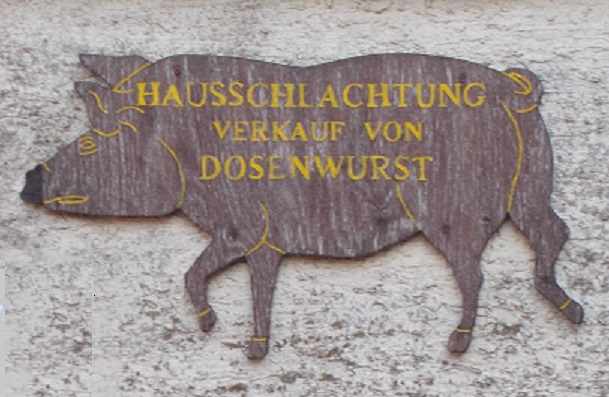 HAUSSCHLACHTUNG
VERKAUF VON
DOSENWURST